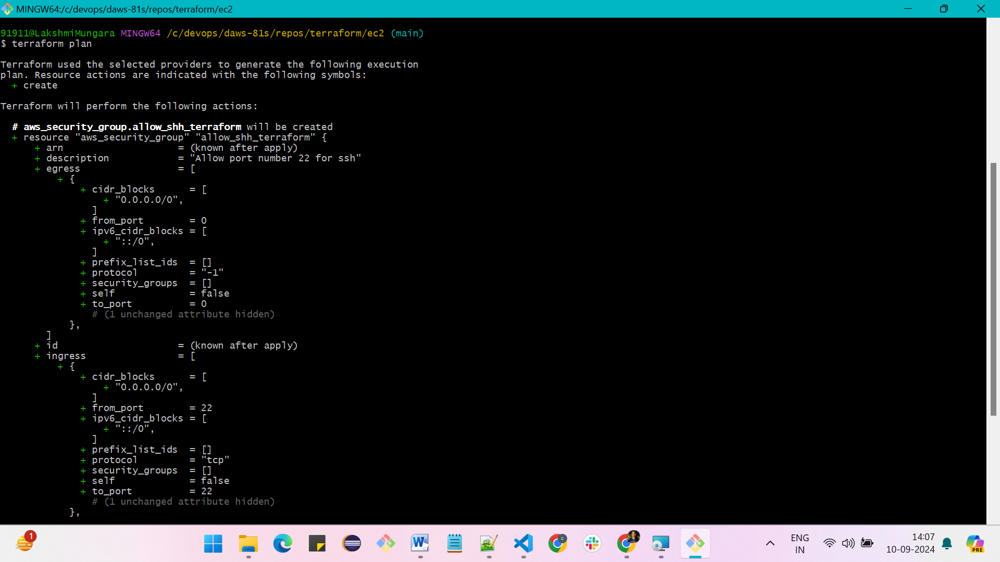 MINGW64:/c/devops/daws-81s/repos/terraform/ec2
91911@LakshmiMungara MINGW64 /c/devops/daws-81s/repos/terraform/ec2 (main)
$ terraform plan
Terraform used the selected providers to generate the following execution
plan. Resource actions are indicated with the following symbols:
+ create
Terraform will perform the following actions:
# aws_security_group.allow_shh_terraform will be created
+ resource "aws_security_group" "allow_shh_terraform" {
+ arn = (known after apply)
+ description = "Allow port number 22 for ssh"
+ egress = [
+ {
+ cidr_blocks = [
+ "0.0.0.0/0",
]
+ from_port = 0
+ ipv6_cidr_blocks = [
+ "::/0",
]
+ prefix_list_ids = []
+ protocol = "-1"
+ security_groups = []
+ self = false
+ to_port = 0
# (1 unchanged attribute hidden)
},
]
+ id = (known after apply)
+ ingress = [
+ {
+ cidr_blocks = [
+ "0.0.0.0/0",
]
+ from_port = 22
+ ipv6_cidr_blocks = [
+ "::/0",
]
+ prefix_list_ids = []
+ protocol = "tcp"
+ security_groups = []
+ self = false
+ to_port = 22
# (1 unchanged attribute hidden)
},
1
W
C
ENG
IN
14:07
10-09-2024
PRE